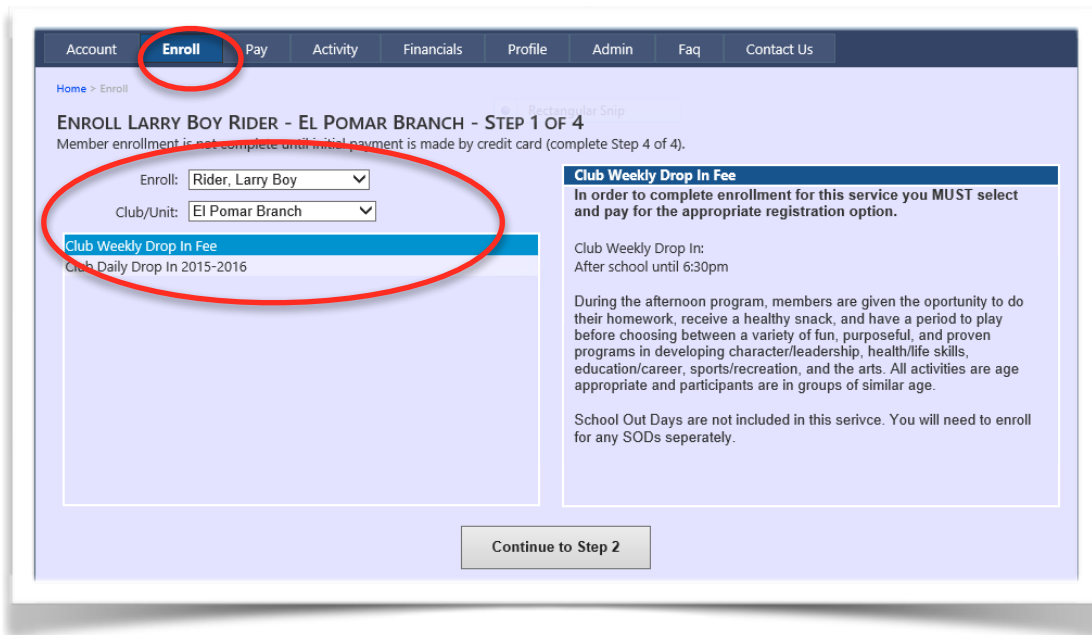 Account Enroll Pay Activity Financials Profile Admin Faq Contact Us
Home > Enroll
Rectangular Snip
ENROLL LARRY BOY RIDER - EL POMAR BRANCH - STEP 1 OF 4
Member enrollment is not complete until initial payment is made by credit card (complete Step 4 of 4).
Enroll: Rider, Larry Boy
Club/Unit: El Pomar Branch
Club Weekly Drop In Fee
Club Daily Drop In 2015-2016
Club Weekly Drop In Fee
In order to complete enrollment for this service you MUST select
and pay for the appropriate registration option.
Club Weekly Drop In:
After school until 6:30pm
During the afternoon program, members are given the oportunity to do
their homework, receive a healthy snack, and have a period to play
before choosing between a variety of fun, purposeful, and proven
programs in developing character/leadership, health/life skills,
education/career, sports/recreation, and the arts. All activities are age
appropriate and participants are in groups of similar age.
School Out Days are not included in this serivce. You will need to enroll
for any SODs seperately.
Continue to Step 2